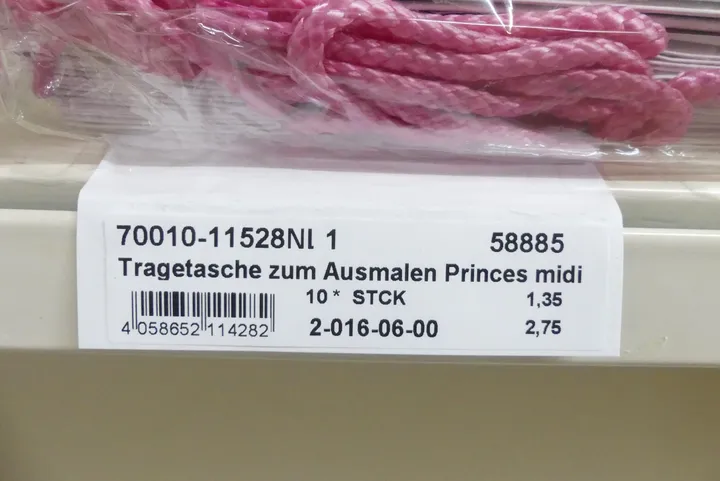 70010-11528NL 1 58885
Tragetasche zum Ausmalen Princes midi
10 * STCK 1,35
4 058652 114282 2-016-06-00 2,75